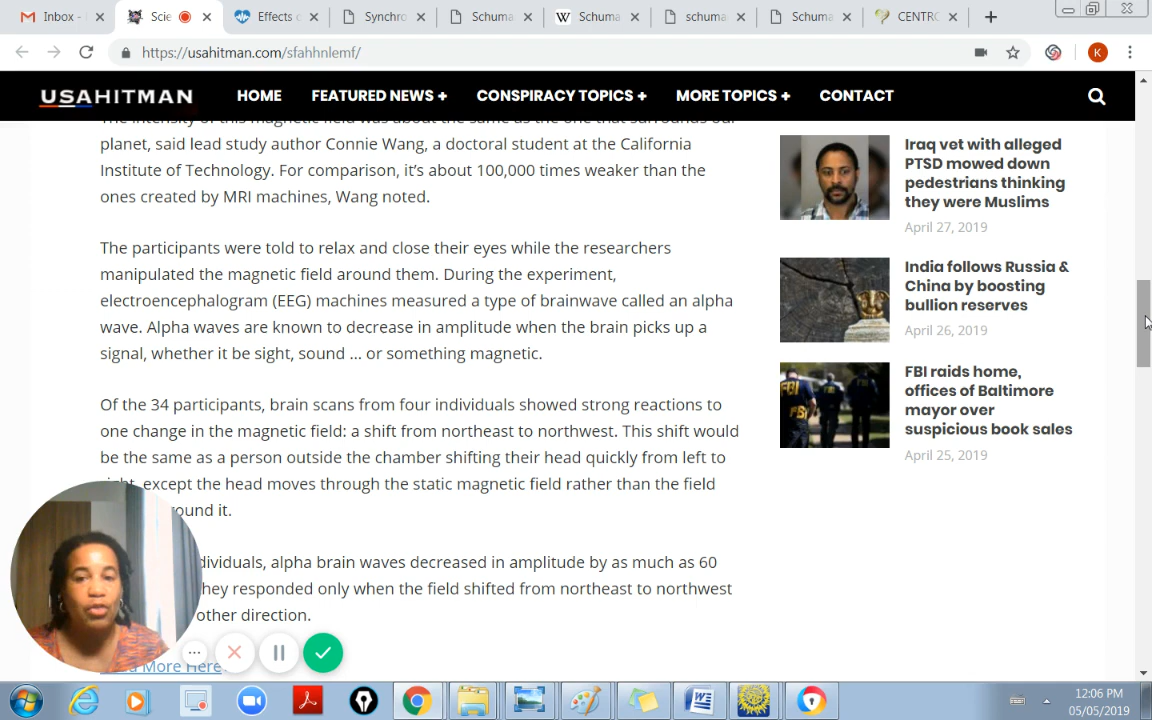 Inbox -
Scie
Effects c
Synchro
Schuma
Schuma
schuma
Schuma
CENTRO
https://usahitman.com/sfahhnlemf/
K
USAHITMAN
HOME
FEATURED NEWS +
CONSPIRACY TOPICS +
MORE TOPICS +
CONTACT
The intensity of this magnetic field was about the same as the one that surrounds our
planet, said lead study author Connie Wang, a doctoral student at the California
Institute of Technology. For comparison, it's about 100,000 times weaker than the
ones created by MRI machines, Wang noted.
The participants were told to relax and close their eyes while the researchers
manipulated the magnetic field around them. During the experiment,
electroencephalogram (EEG) machines measured a type of brainwave called an alpha
wave. Alpha waves are known to decrease in amplitude when the brain picks up a
signal, whether it be sight, sound … or something magnetic.
Of the 34 participants, brain scans from four individuals showed strong reactions to
one change in the magnetic field: a shift from northeast to northwest. This shift would
be the same as a person outside the chamber shifting their head quickly from left to
right, except the head moves through the static magnetic field rather than the field
ound it.
dividuals, alpha brain waves decreased in amplitude by as much as 60
hey responded only when the field shifted from northeast to northwest
other direction.
More Here
Iraq vet with alleged
PTSD mowed down
pedestrians thinking
they were Muslims
April 27, 2019
India follows Russia &
China by boosting
bullion reserves
April 26, 2019
FBI raids home,
offices of Baltimore
mayor over
suspicious book sales
April 25, 2019
FBI
12:06 PM
05/05/2019